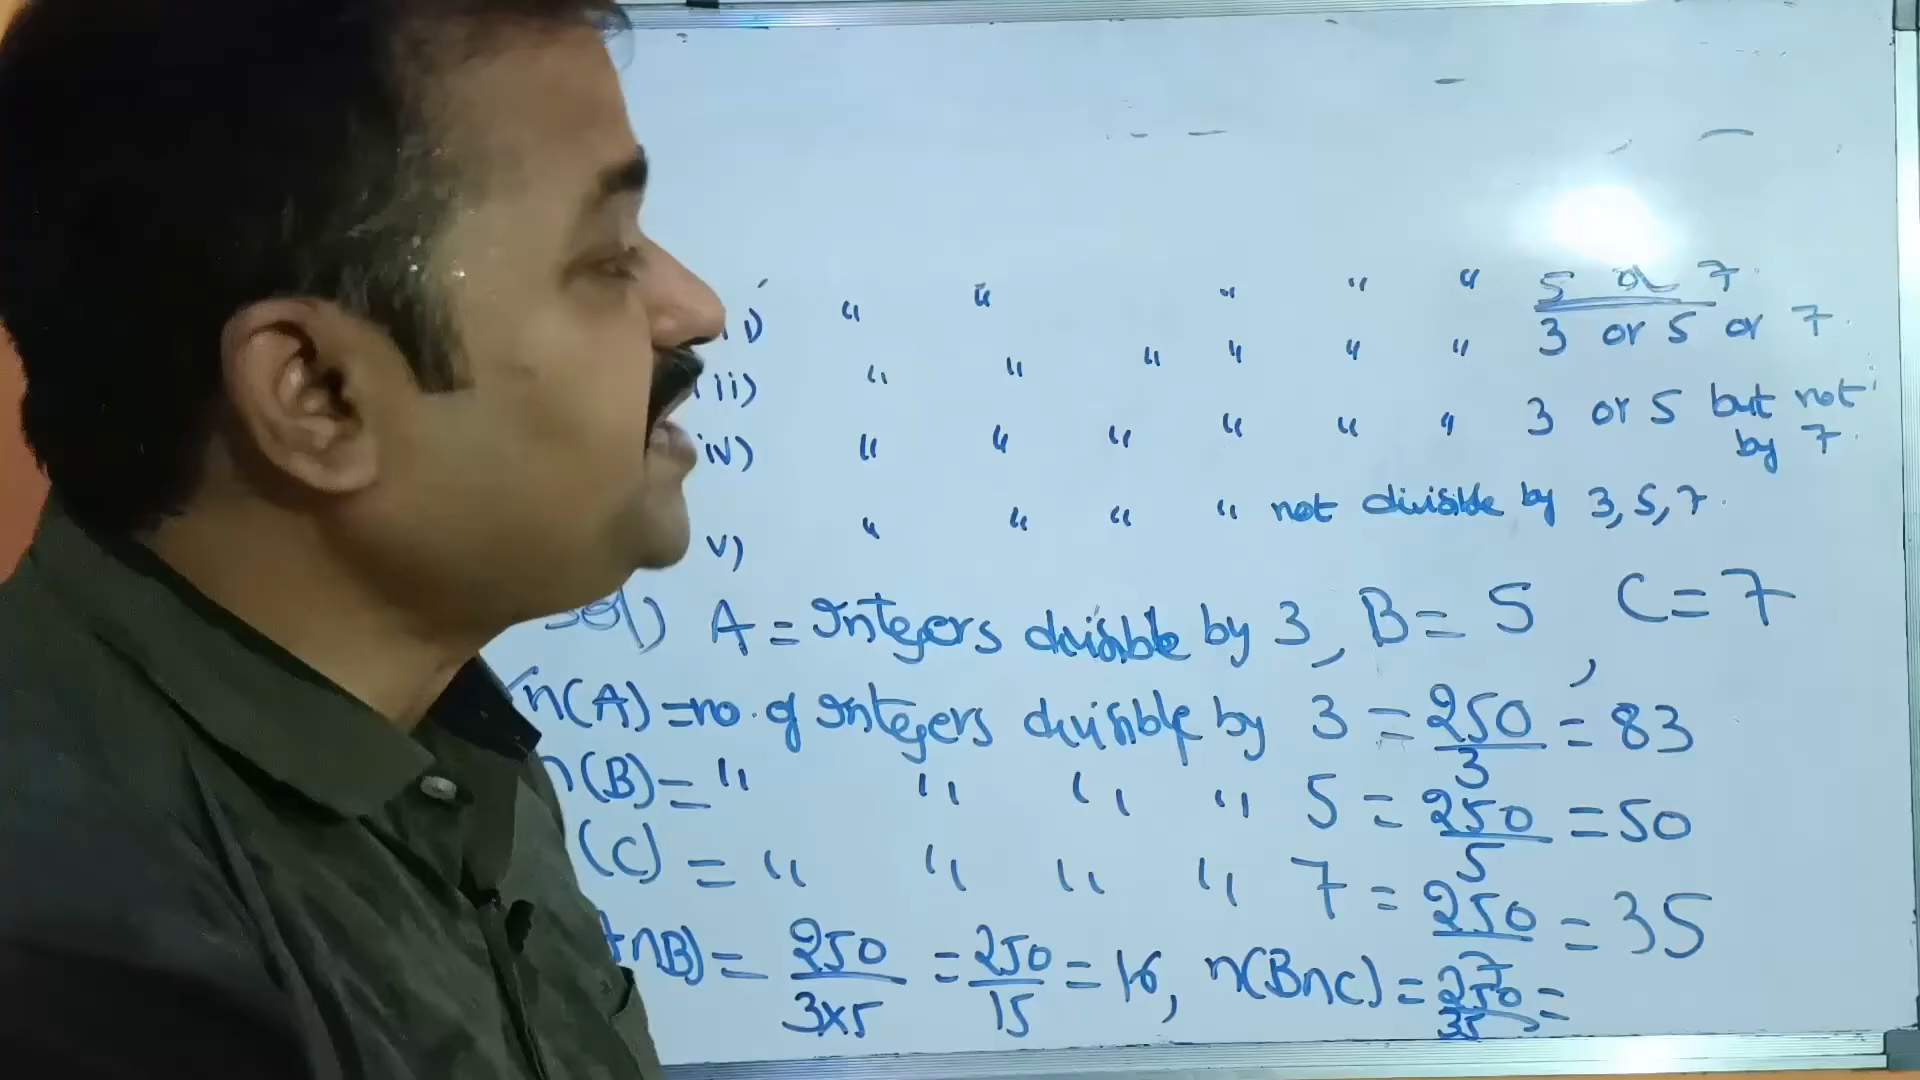 i) " " " " " 5 or 7.
ii) " " " " " " 3 or 5 or 7.
iv) " " " " " " 3 or 5 but not
by 7.
v) " " " " not divisible by 3, 5, 7.
Sol) A = Integers divisible by 3, B = 5, C = 7
n(A) = no. of Integers divisible by 3 = 250/3 = 83
n(B) = " " " " 5 = 250/5 = 50
(C) = " " " " 7 = 250/7 = 35
A∩B) = 250/3x5 = 250/15 = 16, n(B∩C) = 250/35 =